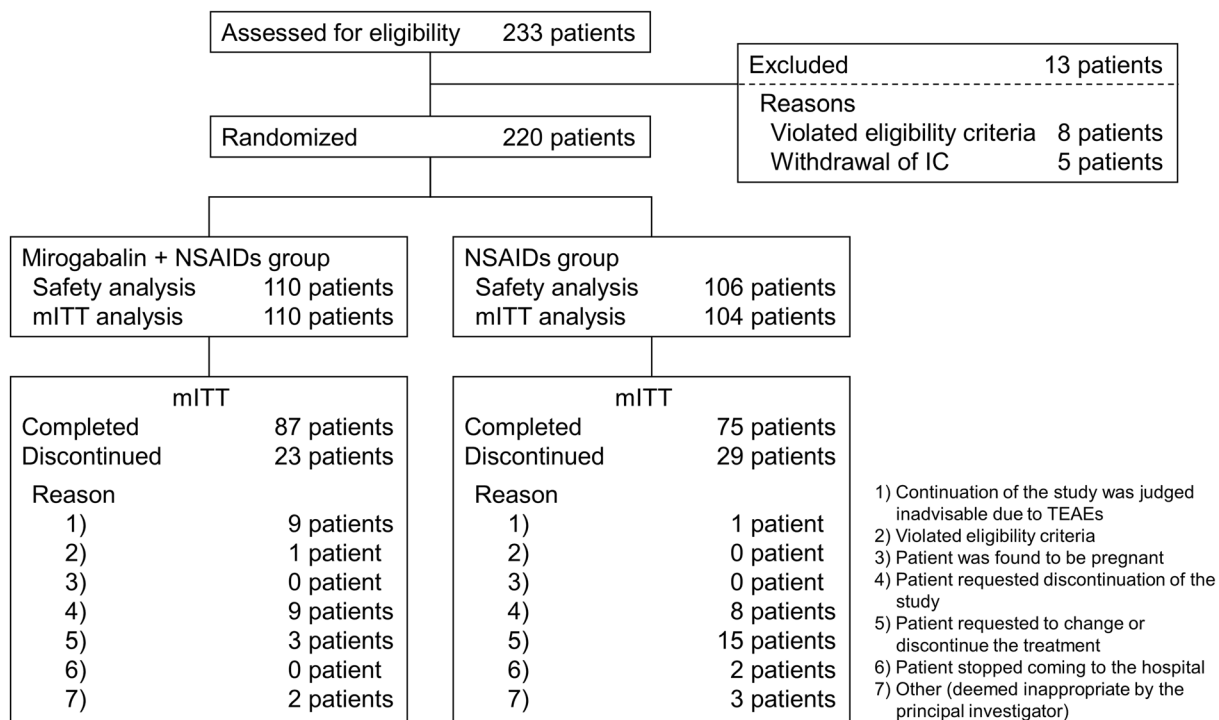 Assessed for eligibility 233 patients
Excluded 13 patients
Reasons
Violated eligibility criteria 8 patients
Withdrawal of IC 5 patients
Randomized 220 patients
Mirogabalin + NSAIDs group
Safety analysis 110 patients
mITT analysis 110 patients
NSAIDs group
Safety analysis 106 patients
mITT analysis 104 patients
mITT
Completed 87 patients
Discontinued 23 patients
Reason
1) 9 patients
2) 1 patient
3) 0 patient
4) 9 patients
5) 3 patients
6) 0 patient
7) 2 patients
mITT
Completed 75 patients
Discontinued 29 patients
Reason
1) 1 patient
2) 0 patient
3) 0 patient
4) 8 patients
5) 15 patients
6) 2 patients
7) 3 patients
1) Continuation of the study was judged
inadvisable due to TEAEs
2) Violated eligibility criteria
3) Patient was found to be pregnant
4) Patient requested discontinuation of the
study
5) Patient requested to change or
discontinue the treatment
6) Patient stopped coming to the hospital
7) Other (deemed inappropriate by the
principal investigator)